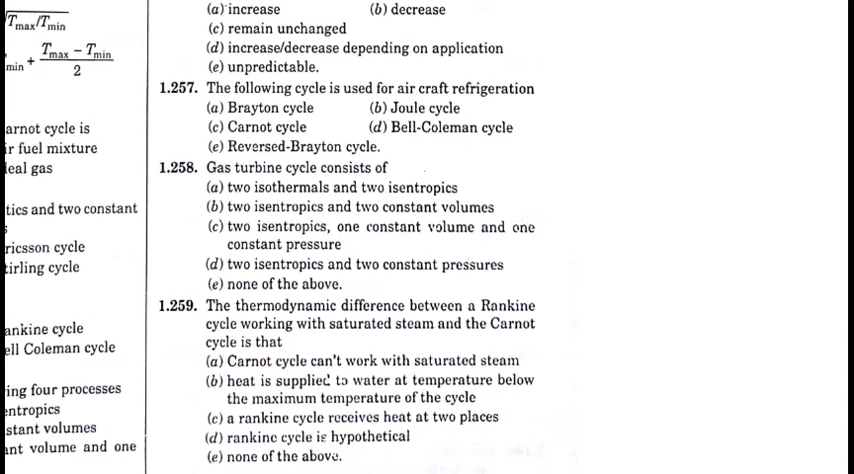 √Tmax/Tmin
min + Tmax − Tmin
2
arnot cycle is
ir fuel mixture
leal gas
tics and two constant
s
ricsson cycle
tirling cycle
ankine cycle
ell Coleman cycle
ing four processes
entropics
stant volumes
ant volume and one
(a) increase (b) decrease
(c) remain unchanged
(d) increase/decrease depending on application
(e) unpredictable.
1.257. The following cycle is used for air craft refrigeration
(a) Brayton cycle (b) Joule cycle
(c) Carnot cycle (d) Bell-Coleman cycle
(e) Reversed-Brayton cycle.
1.258. Gas turbine cycle consists of
(a) two isothermals and two isentropics
(b) two isentropics and two constant volumes
(c) two isentropics, one constant volume and one
constant pressure
(d) two isentropics and two constant pressures
(e) none of the above.
1.259. The thermodynamic difference between a Rankine
cycle working with saturated steam and the Carnot
cycle is that
(a) Carnot cycle can't work with saturated steam
(b) heat is supplied to water at temperature below
the maximum temperature of the cycle
(c) a rankine cycle receives heat at two places
(d) rankine cycle is hypothetical
(e) none of the above.